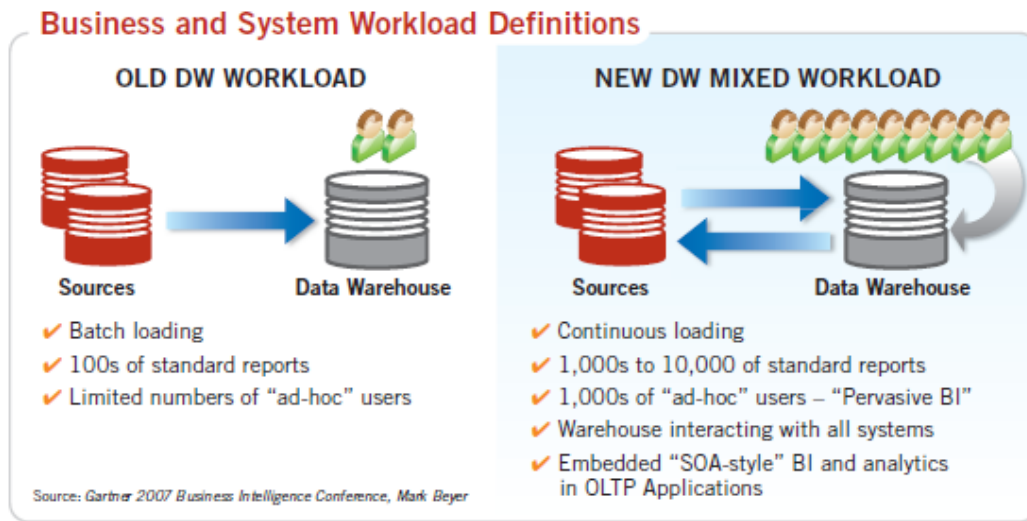 Business and System Workload Definitions
OLD DW WORKLOAD
Sources
Data Warehouse
✔ Batch loading
✔ 100s of standard reports
✔ Limited numbers of “ad-hoc” users
Source: Gartner 2007 Business Intelligence Conference, Mark Beyer
NEW DW MIXED WORKLOAD
Sources
Data Warehouse
✔ Continuous loading
✔ 1,000s to 10,000 of standard reports
✔ 1,000s of “ad-hoc” users – “Pervasive BI”
✔ Warehouse interacting with all systems
✔ Embedded “SOA-style” BI and analytics
in OLTP Applications